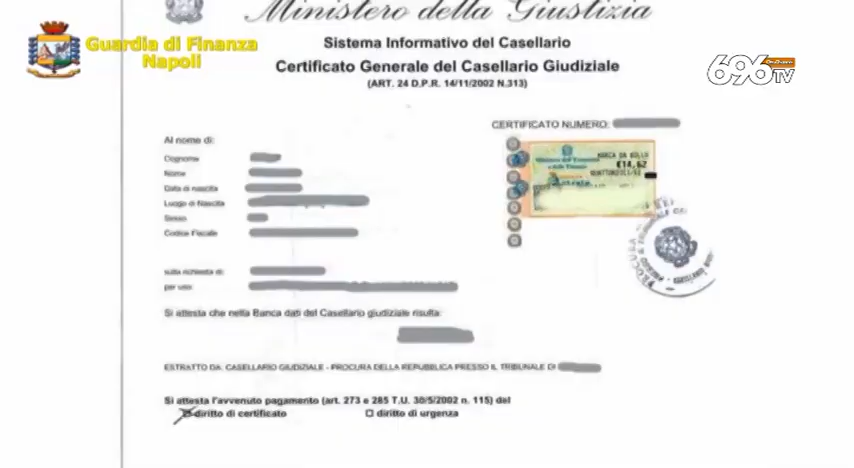 Ministero della Giustizia
Guardia di Finanza
Napoli
Sistema Informativo del Casellario
Certificato Generale del Casellario Giudiziale
(ART. 24 D.P.R. 14/11/2002 N.313)
696 TV
CERTIFICATO NUMERO:
Al nome di:
Cognome
Nome
Data di nascita
Luogo di Nascita
Sesso
Codice Fiscale
MARCA DA BOLLO
€14,62
sulla richiesta di:
per uso:
Si attesta che nella Banca dati del Casellario giudiziale risulta:
ESTRATTO DA: CASELLARIO GIUDIZIALE - PROCURA DELLA REPUBBLICA PRESSO IL TRIBUNALE DI
Si attesta l'avvenuto pagamento (art. 273 e 285 T.U. 30/5/2002 n. 115) del
diritto di certificato
diritto di urgenza